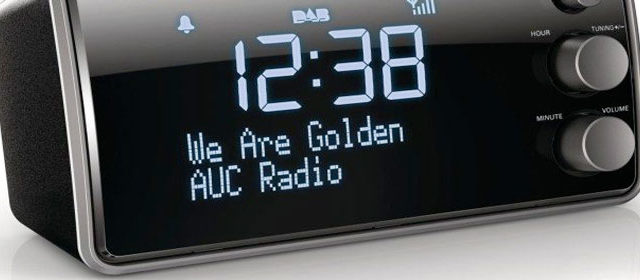 DAB
12:38
We Are Golden
AUC Radio
HOUR
TUNING+/-
MINUTE
VOLUME